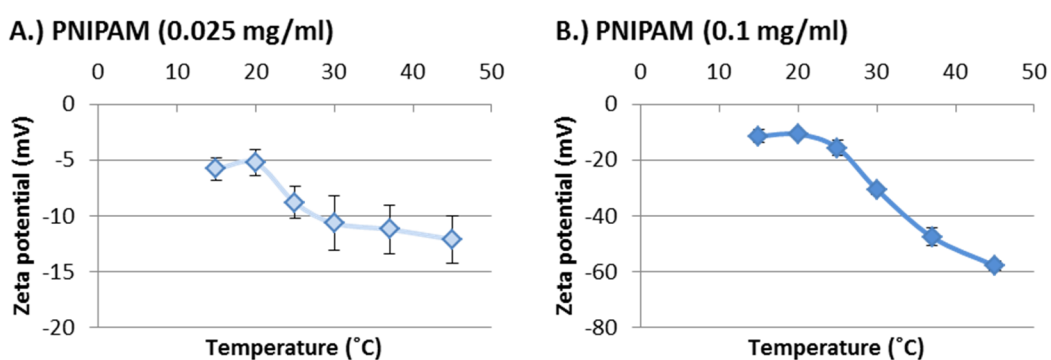 A.) PNIPAM (0.025 mg/ml)
0 10 20 30 40 50
0
-5
-10
-15
-20
Zeta potential (mV)
Temperature (˚C)
B.) PNIPAM (0.1 mg/ml)
0 10 20 30 40 50
0
-20
-40
-60
-80
Zeta potential (mV)
Temperature (˚C)